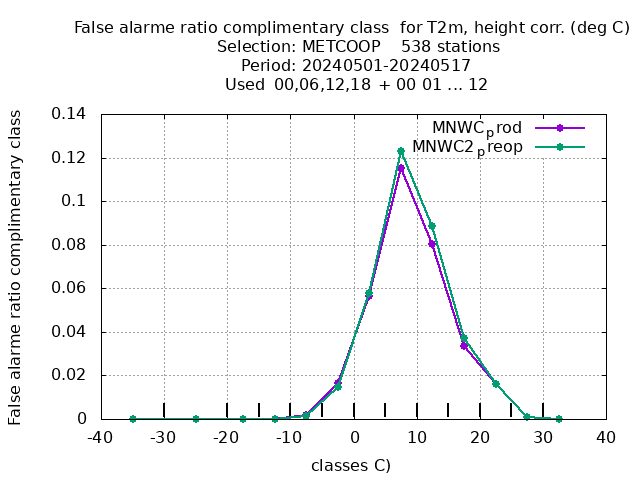 False alarme ratio complimentary class  for T2m, height corr. (deg C)
Selection: METCOOP    538 stations
Period: 20240501-20240517
Used  00,06,12,18 + 00 01 ... 12
False alarme ratio complimentary class
0.14
0.12
0.1
0.08
0.06
0.04
0.02
0
MNWCprod
MNWC2preop
-40 -30 -20 -10 0 10 20 30 40
classes C)